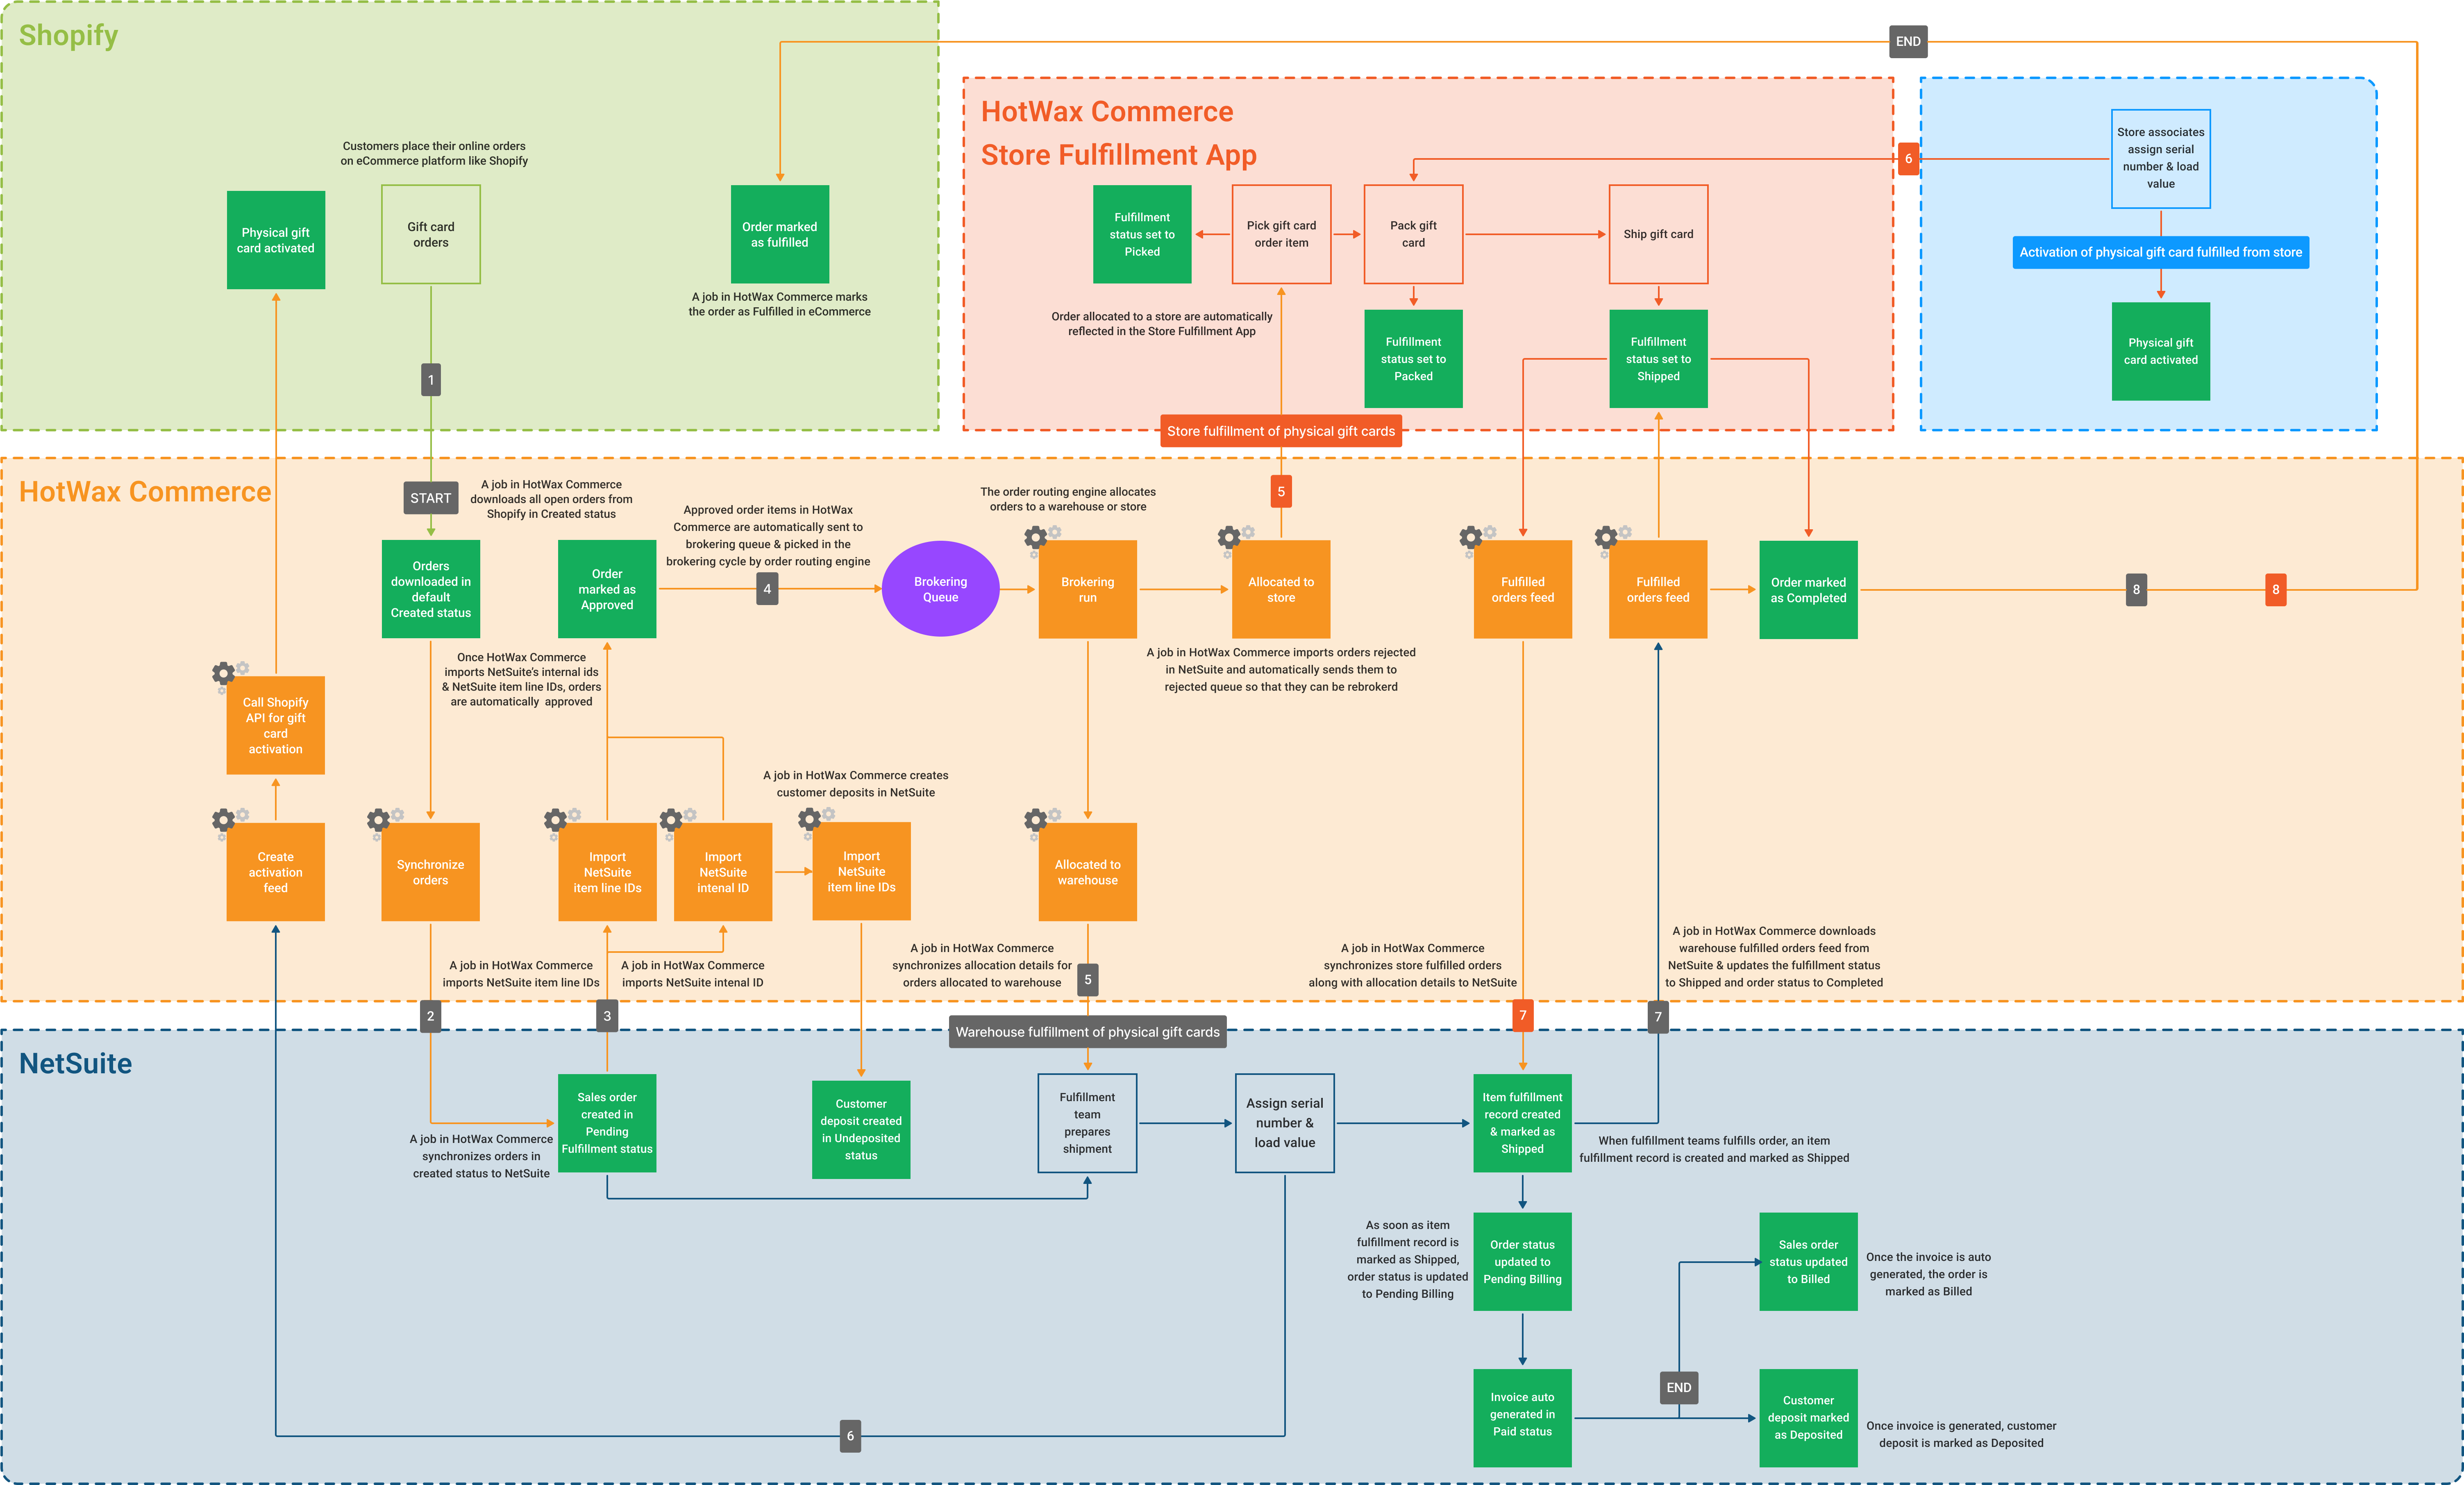 Shopify
END
HotWax Commerce
Store Fulfillment App
Customers place their online orders
on eCommerce platform like Shopify
Physical gift
card activated
Gift card
orders
Order marked
as fulfilled
A job in HotWax Commerce marks
the order as Fulfilled in eCommerce
1
Fulfillment
status set to
Picked
Pick gift card
order item
Pack gift
card
Ship gift card
Order allocated to a store are automatically
reflected in the Store Fulfillment App
Fulfillment
status set to
Packed
Fulfillment
status set to
Shipped
Store fulfillment of physical gift cards
6
Store associates
assign serial
number & load
value
Activation of physical gift card fulfilled from store
Physical gift
card activated
HotWax Commerce
START
A job in HotWax Commerce
downloads all open orders from
Shopify in Created status
Orders
downloaded in
default
Created status
Order
marked as
Approved
Approved order items in HotWax
Commerce are automatically sent to
brokering queue & picked in the
brokering cycle by order routing engine
4
Brokering
Queue
The order routing engine allocates
orders to a warehouse or store
Brokering
run
5
Allocated to
store
Fulfilled
orders feed
Fulfilled
orders feed
Order marked
as Completed
8
8
Once HotWax Commerce
imports NetSuite's internal ids
& NetSuite item line IDs, orders
are automatically approved
A job in HotWax Commerce imports orders rejected
in NetSuite and automatically sends them to
rejected queue so that they can be rebrokerd
Call Shopify
API for gift
card
activation
A job in HotWax Commerce creates
customer deposits in NetSuite
Create
activation
feed
Synchronize
orders
Import
NetSuite
item line IDs
Import
NetSuite
intenal ID
Import
NetSuite
item line IDs
Allocated to
warehouse
A job in HotWax Commerce
imports NetSuite item line IDs
A job in HotWax Commerce
imports NetSuite intenal ID
A job in HotWax Commerce
synchronizes allocation details for
orders allocated to warehouse
5
A job in HotWax Commerce
synchronizes store fulfilled orders
along with allocation details to NetSuite
A job in HotWax Commerce downloads
warehouse fulfilled orders feed from
NetSuite & updates the fulfillment status
to Shipped and order status to Completed
2
3
7
7
Warehouse fulfillment of physical gift cards
NetSuite
A job in HotWax Commerce
synchronizes orders in
created status to NetSuite
Sales order
created in
Pending
Fulfillment status
Customer
deposit created
in Undeposited
status
Fulfillment
team
prepares
shipment
Assign serial
number &
load value
Item fulfillment
record created
& marked as
Shipped
When fulfillment teams fulfills order, an item
fulfillment record is created and marked as Shipped
As soon as item
fulfillment record is
marked as Shipped,
order status is updated
to Pending Billing
Order status
updated to
Pending Billing
Sales order
status updated
to Billed
Once the invoice is auto
generated, the order is
marked as Billed
Invoice auto
generated in
Paid status
END
Customer
deposit marked
as Deposited
Once invoice is generated, customer
deposit is marked as Deposited
6